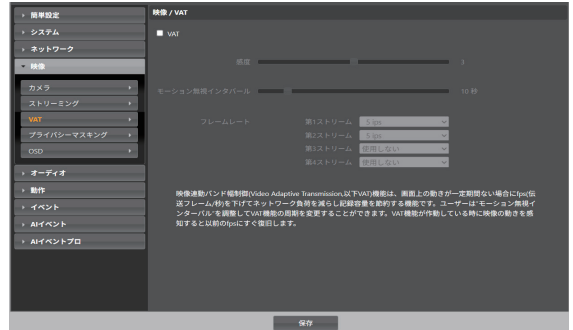 簡単設定
システム
ネットワーク
映像
カメラ
ストリーミング
VAT
プライバシーマスキング
OSD
オーディオ
動作
イベント
AIイベント
AIイベントプロ
映像 / VAT
VAT
感度 3
モーション無視インタバール 10 秒
フレームレート 第1ストリーム 5 ips
第2ストリーム 5 ips
第3ストリーム 使用しない
第4ストリーム 使用しない
映像連動バンド幅制御(Video Adaptive Transmission,以下VAT)機能は、画面上の動きが一定期間ない場合にfps(伝
送フレーム/秒)を下げてネットワーク負荷を減らし記録容量を節約する機能です。ユーザーは‘モーション無視イ
ンターバル’を調整してVAT機能の周期を変更することができます。VAT機能が作動している時に映像の動きを感
知すると以前のfpsにすぐ復旧します。
保存